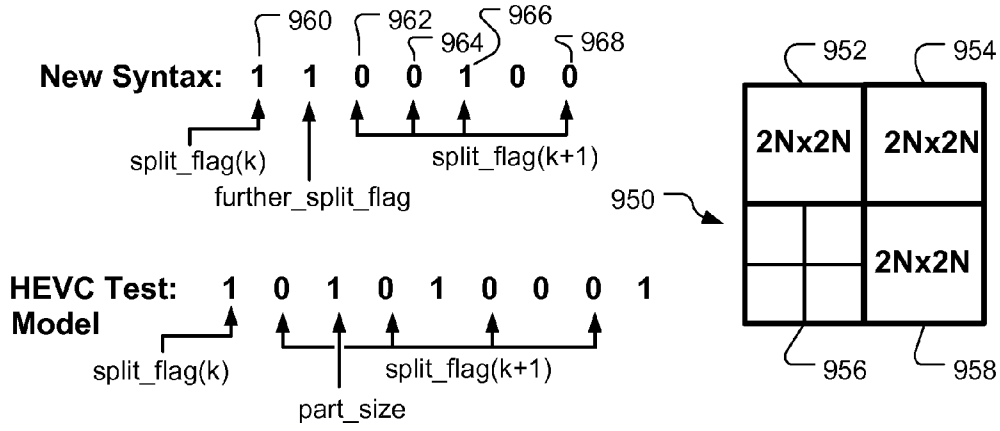 960
962
964
966
968
New Syntax: 1 1 0 0 1 0 0
split_flag(k)
split_flag(k+1)
further_split_flag
HEVC Test: 1 0 1 0 1 0 0 0 1
Model
split_flag(k)
split_flag(k+1)
part_size
952
954
2Nx2N
2Nx2N
950
2Nx2N
956
958